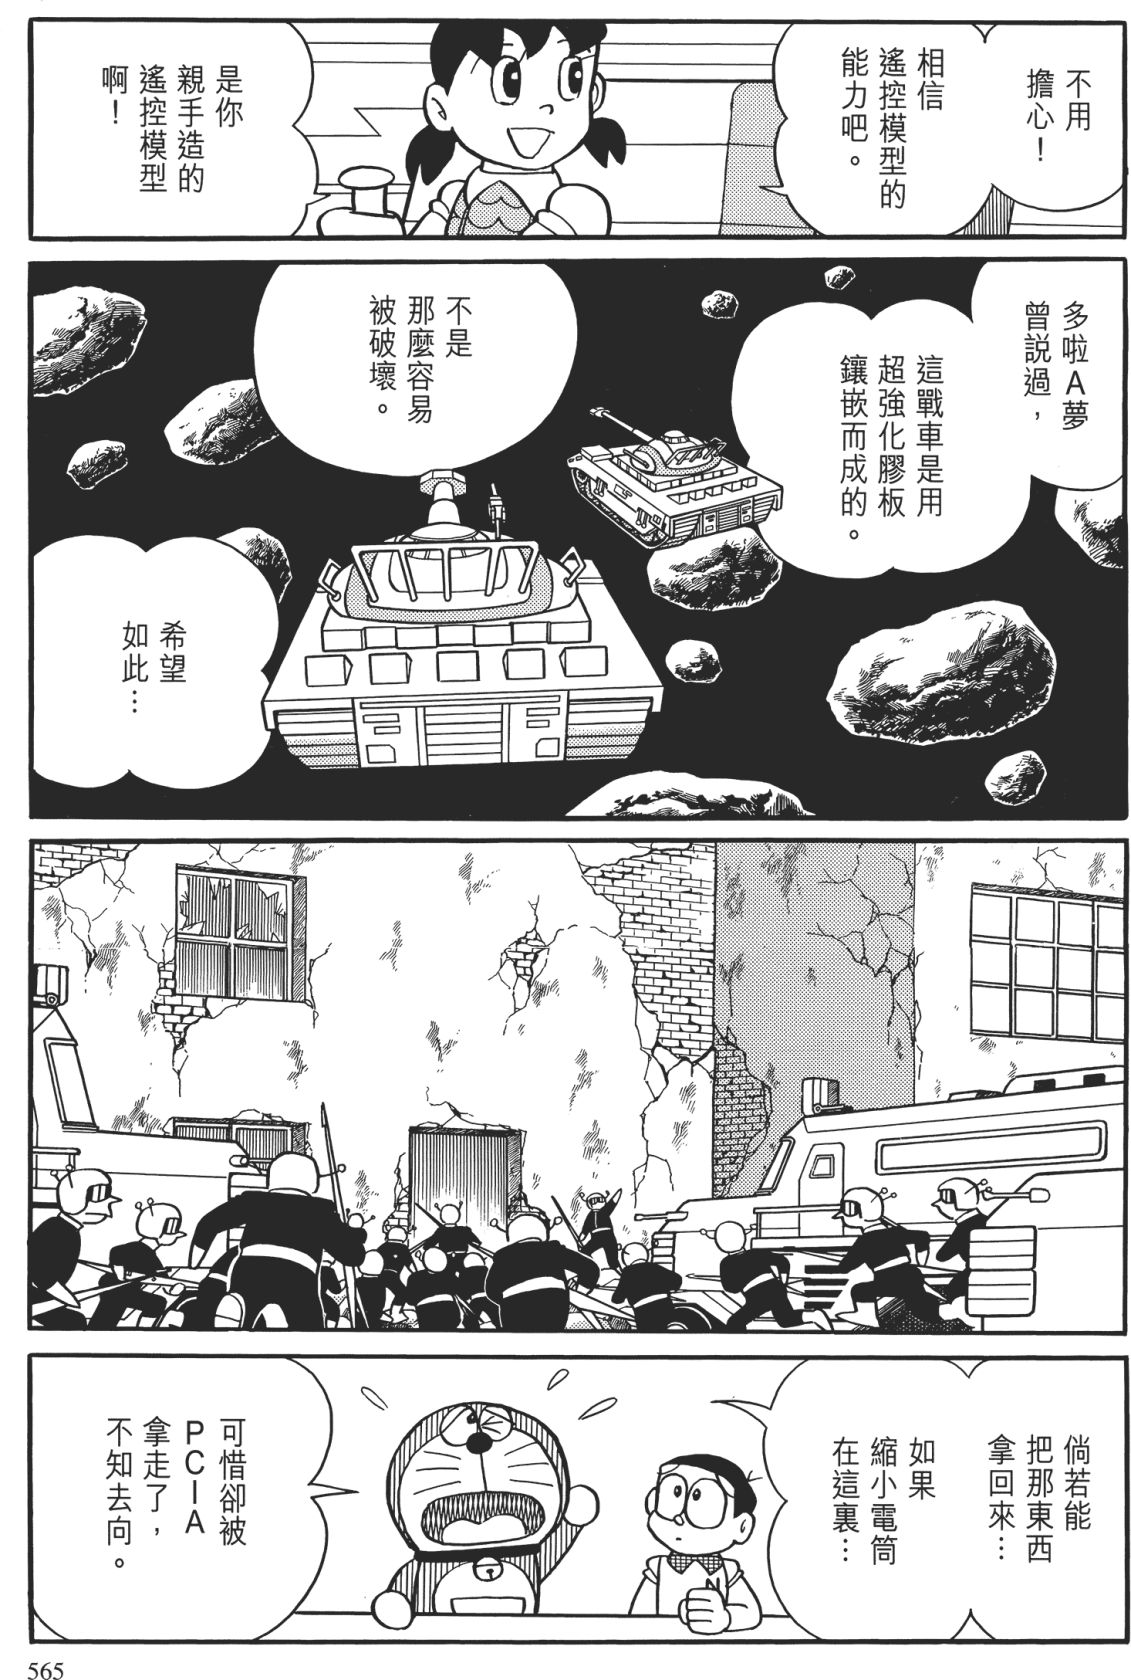 不用
擔心！
相信
遙控模型的
能力吧。
是你
親手造的
遙控模型
啊！
多啦A夢
曾説過，
這戰車是用
超強化膠板
鑲嵌而成的。
不是
那麼容易
被破壞。
希望
如此…
倘若能
把那東西
拿回來…
如果
縮小電筒
在這裏…
可惜卻被
PCIA
拿走了，
不知去向。
565